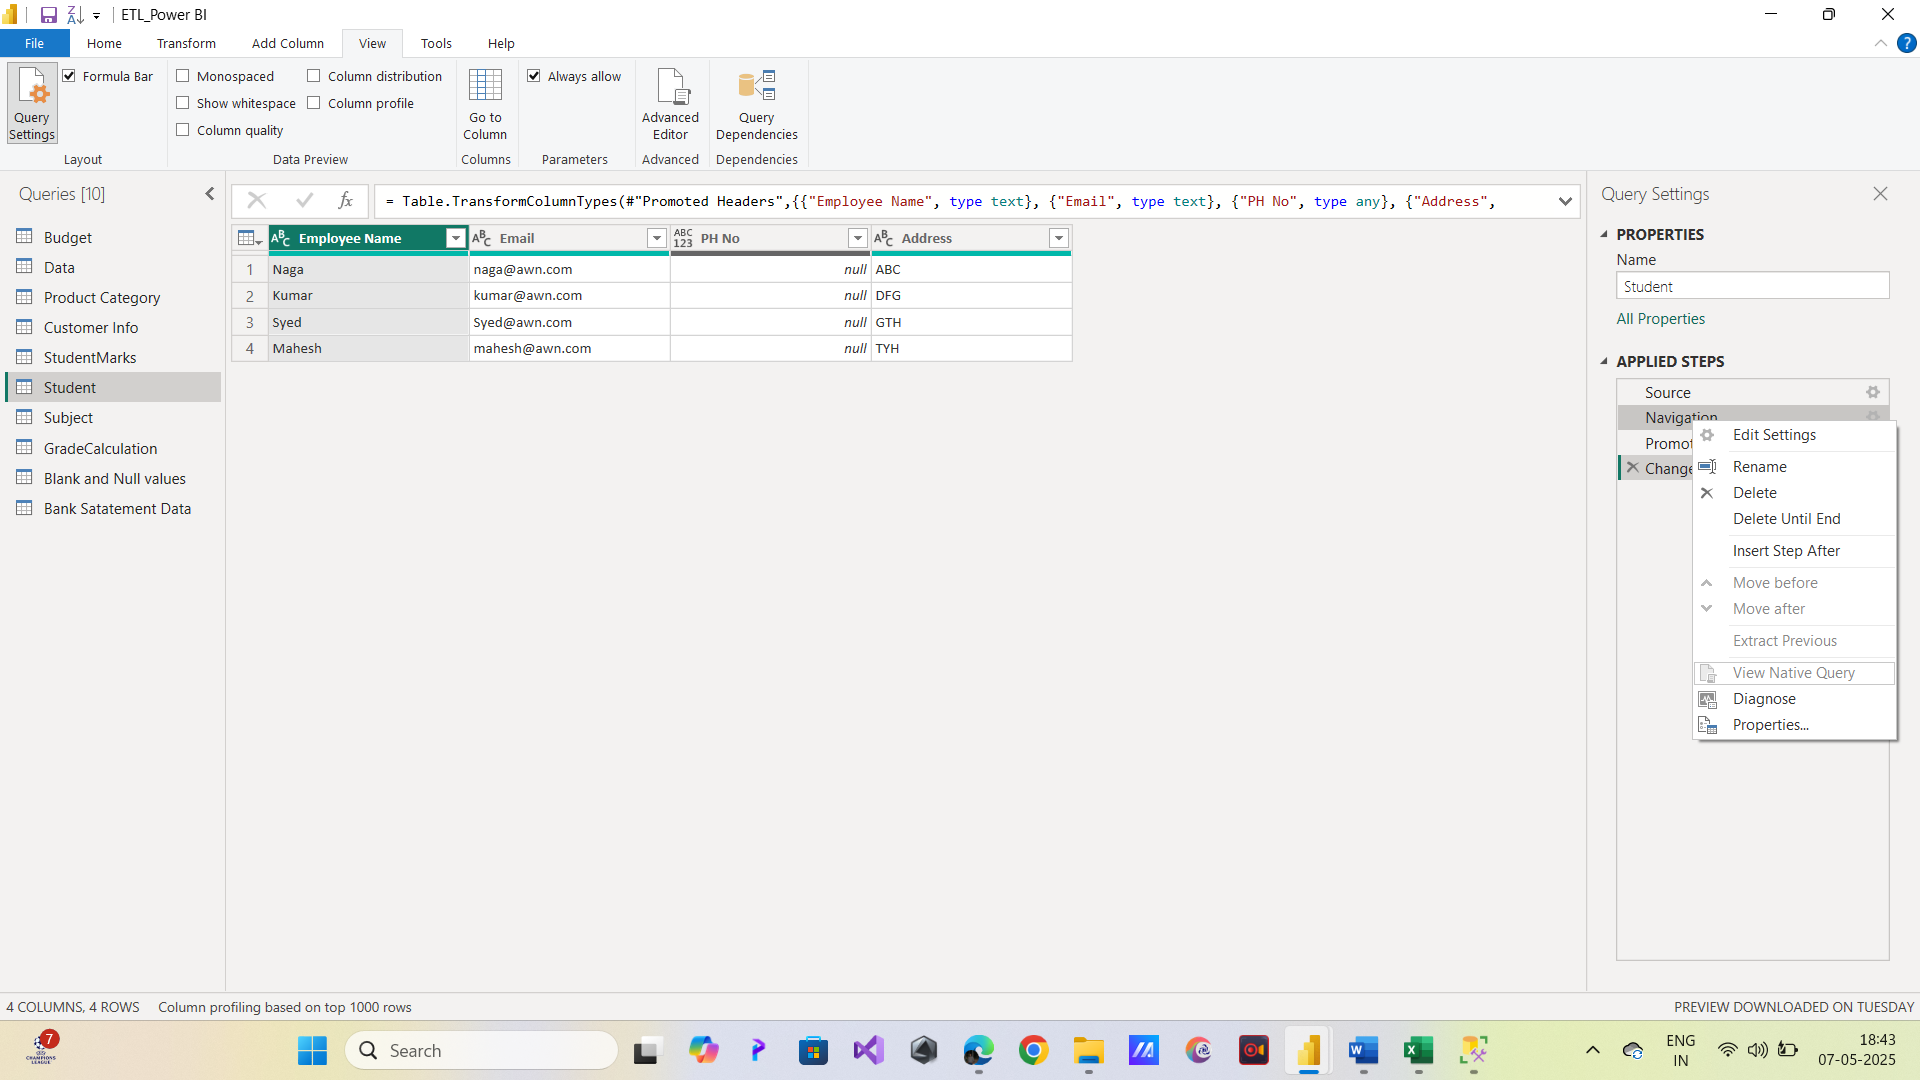 ETL_Power BI
File Home Transform Add Column View Tools Help
Query Settings
Formula Bar
Layout
Monospaced
Show whitespace
Column quality
Column distribution
Column profile
Data Preview
Go to Column
Columns
Always allow
Parameters
Advanced Editor
Advanced
Query Dependencies
Dependencies
Queries [10]
Budget
Data
Product Category
Customer Info
StudentMarks
Student
Subject
GradeCalculation
Blank and Null values
Bank Satatement Data
fx = Table.TransformColumnTypes(#"Promoted Headers",{{"Employee Name", type text}, {"Email", type text}, {"PH No", type any}, {"Address",
ABC Employee Name ABC Email ABC 123 PH No ABC Address
1 Naga naga@awn.com null ABC
2 Kumar kumar@awn.com null DFG
3 Syed Syed@awn.com null GTH
4 Mahesh mahesh@awn.com null TYH
Query Settings
PROPERTIES
Name
Student
All Properties
APPLIED STEPS
Source
Navigation
Promot
Change
Edit Settings
Rename
Delete
Delete Until End
Insert Step After
Move before
Move after
Extract Previous
View Native Query
Diagnose
Properties...
4 COLUMNS, 4 ROWS Column profiling based on top 1000 rows
PREVIEW DOWNLOADED ON TUESDAY
7
CHAMPIONS LEAGUE
Search
ENG
IN
18:43
07-05-2025